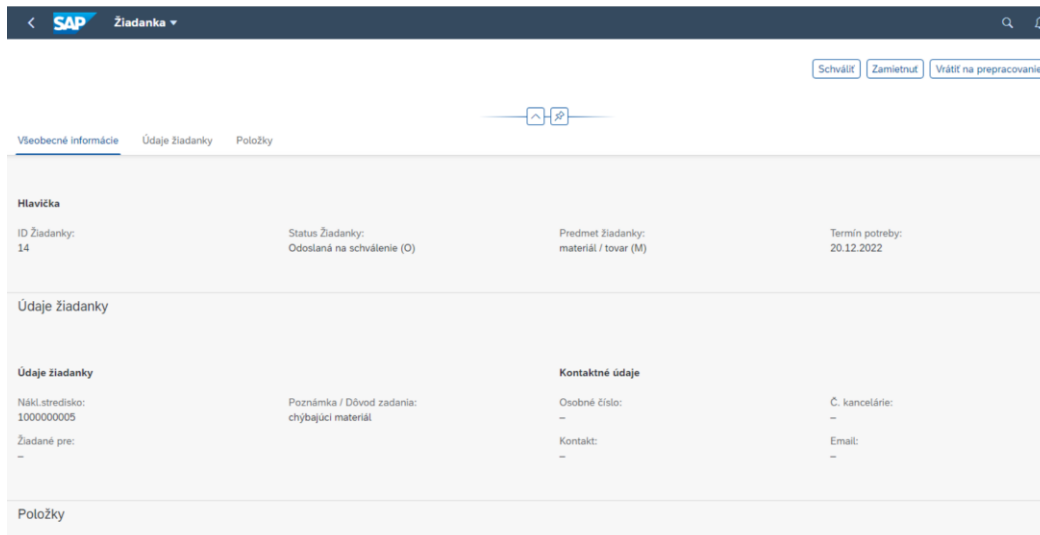 SAP Žiadanka
Schváliť Zamietnuť Vrátiť na prepracovanie
Všeobecné informácie Údaje žiadanky Položky
Hlavička
ID Žiadanky: Status Žiadanky: Predmet žiadanky: Termín potreby:
14 Odoslaná na schválenie (O) materiál / tovar (M) 20.12.2022
Údaje žiadanky
Údaje žiadanky Kontaktné údaje
Nákl.stredisko: Poznámka / Dôvod zadania: Osobné číslo: Č. kancelárie:
1000000005 chýbajúci materiál – –
Žiadané pre: Kontakt: Email:
– – –
Položky